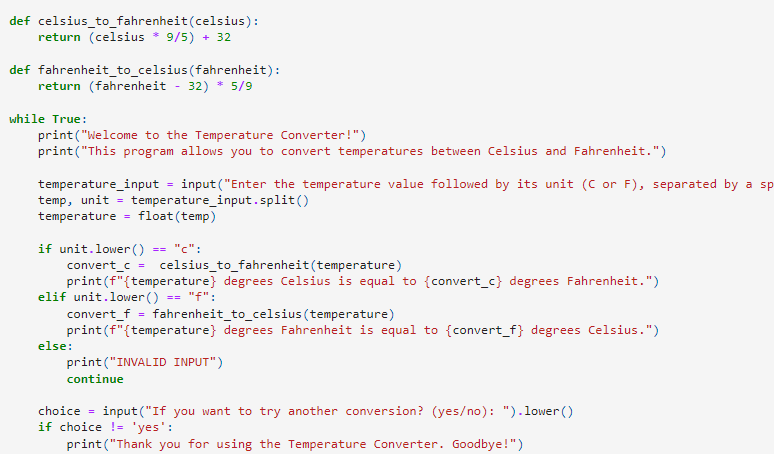 def celsius_to_fahrenheit(celsius):
    return (celsius * 9/5) + 32
def fahrenheit_to_celsius(fahrenheit):
    return (fahrenheit - 32) * 5/9
while True:
    print("Welcome to the Temperature Converter!")
    print("This program allows you to convert temperatures between Celsius and Fahrenheit.")
    temperature_input = input("Enter the temperature value followed by its unit (C or F), separated by a sp
    temp, unit = temperature_input.split()
    temperature = float(temp)
    if unit.lower() == "c":
        convert_c =  celsius_to_fahrenheit(temperature)
        print(f"{temperature} degrees Celsius is equal to {convert_c} degrees Fahrenheit.")
    elif unit.lower() == "f":
        convert_f = fahrenheit_to_celsius(temperature)
        print(f"{temperature} degrees Fahrenheit is equal to {convert_f} degrees Celsius.")
    else:
        print("INVALID INPUT")
        continue
    choice = input("If you want to try another conversion? (yes/no): ").lower()
    if choice != 'yes':
        print("Thank you for using the Temperature Converter. Goodbye!")